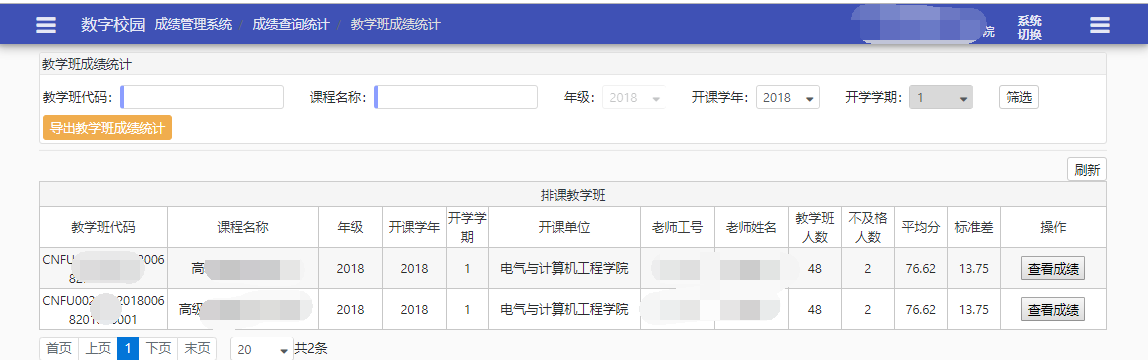 数字校园 成绩管理系统 / 成绩查询统计 / 教学班成绩统计
院
系统
切换
教学班成绩统计
教学班代码: 课程名称: 年级: 2018 开课学年: 2018 开学学期: 1 筛选
导出教学班成绩统计
刷新
排课教学班
教学班代码 课程名称 年级 开课学年 开学学期 开课单位 老师工号 老师姓名 教学班人数 不及格人数 平均分 标准差 操作
CNFU0 2018 2018 1 电气与计算机工程学院 48 2 76.62 13.75 查看成绩
CNFU002 2018006 高级 2018 2018 1 电气与计算机工程学院 48 2 76.62 13.75 查看成绩
首页 上页 1 下页 末页 20 共2条